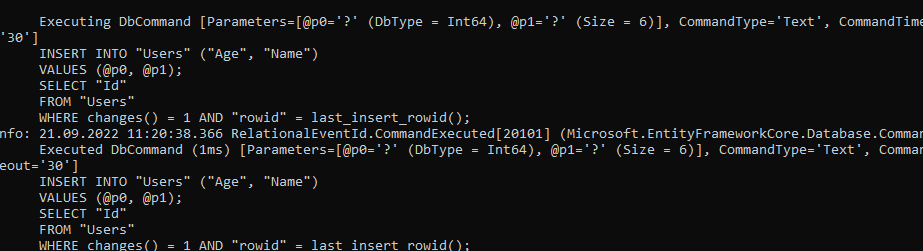 Executing DbCommand [Parameters=[@p0='?' (DbType = Int64), @p1='?' (Size = 6)], CommandType='Text', CommandTime
'30']
INSERT INTO "Users" ("Age", "Name")
VALUES (@p0, @p1);
SELECT "Id"
FROM "Users"
WHERE changes() = 1 AND "rowid" = last_insert_rowid();
info: 21.09.2022 11:20:38.366 RelationalEventId.CommandExecuted[20101] (Microsoft.EntityFrameworkCore.Database.Comma
Executed DbCommand (1ms) [Parameters=[@p0='?' (DbType = Int64), @p1='?' (Size = 6)], CommandType='Text', Comman
eout='30']
INSERT INTO "Users" ("Age", "Name")
VALUES (@p0, @p1);
SELECT "Id"
FROM "Users"
WHERE changes() = 1 AND "rowid" = last_insert_rowid();